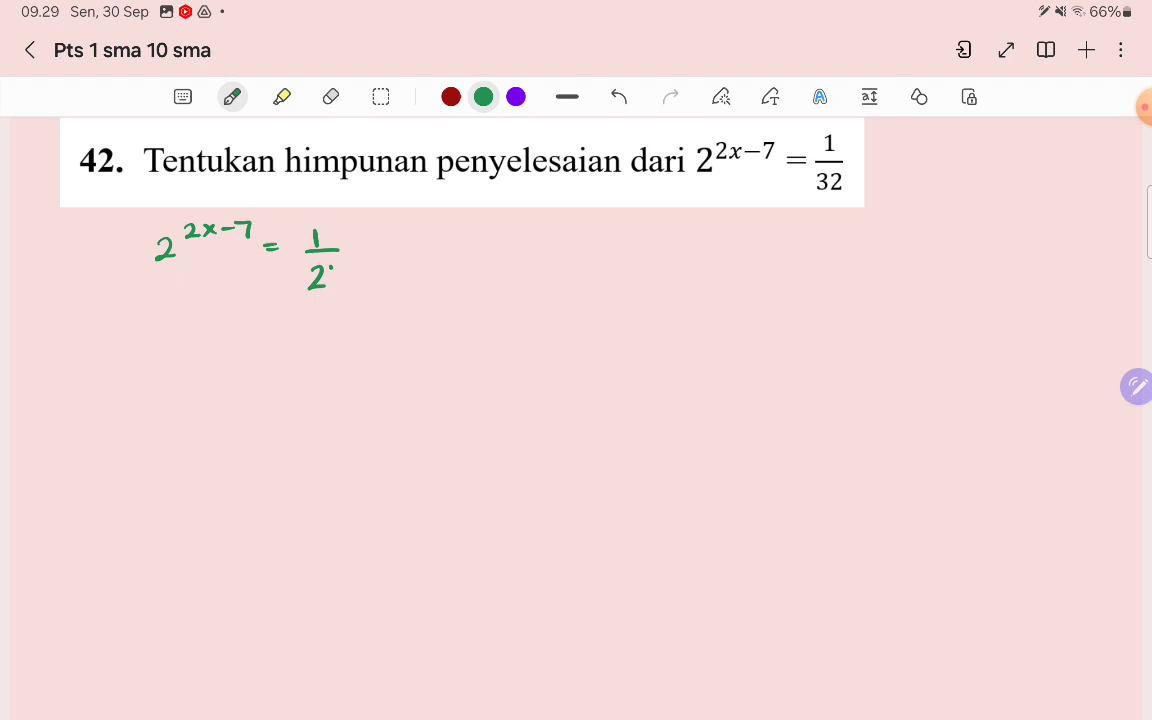 09.29 Sen, 30 Sep 66%
Pts 1 sma 10 sma
42. Tentukan himpunan penyelesaian dari 2^{2x−7} = 1/32
2^{2x−7} = 1/2